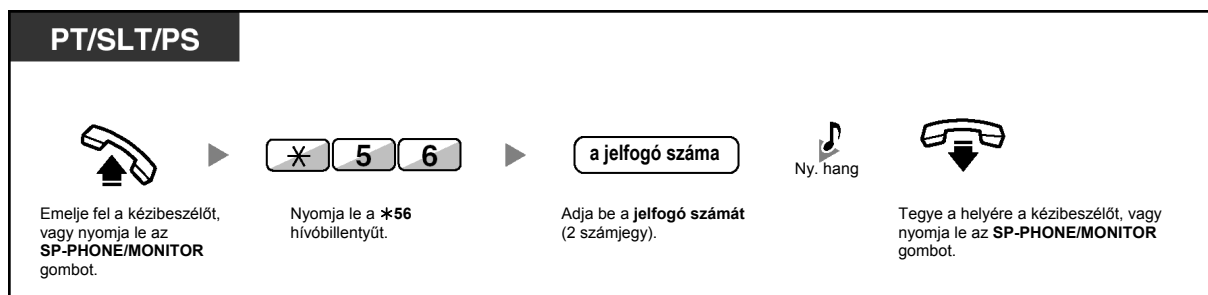 PT/SLT/PS
✳ 5 6
a jelfogó száma
Ny. hang
Emelje fel a kézibeszélőt,
vagy nyomja le az
SP-PHONE/MONITOR
gombot.
Nyomja le a ✳56
hívóbillentyűt.
Adja be a jelfogó számát
(2 számjegy).
Tegye a helyére a kézibeszélőt, vagy
nyomja le az SP-PHONE/MONITOR
gombot.